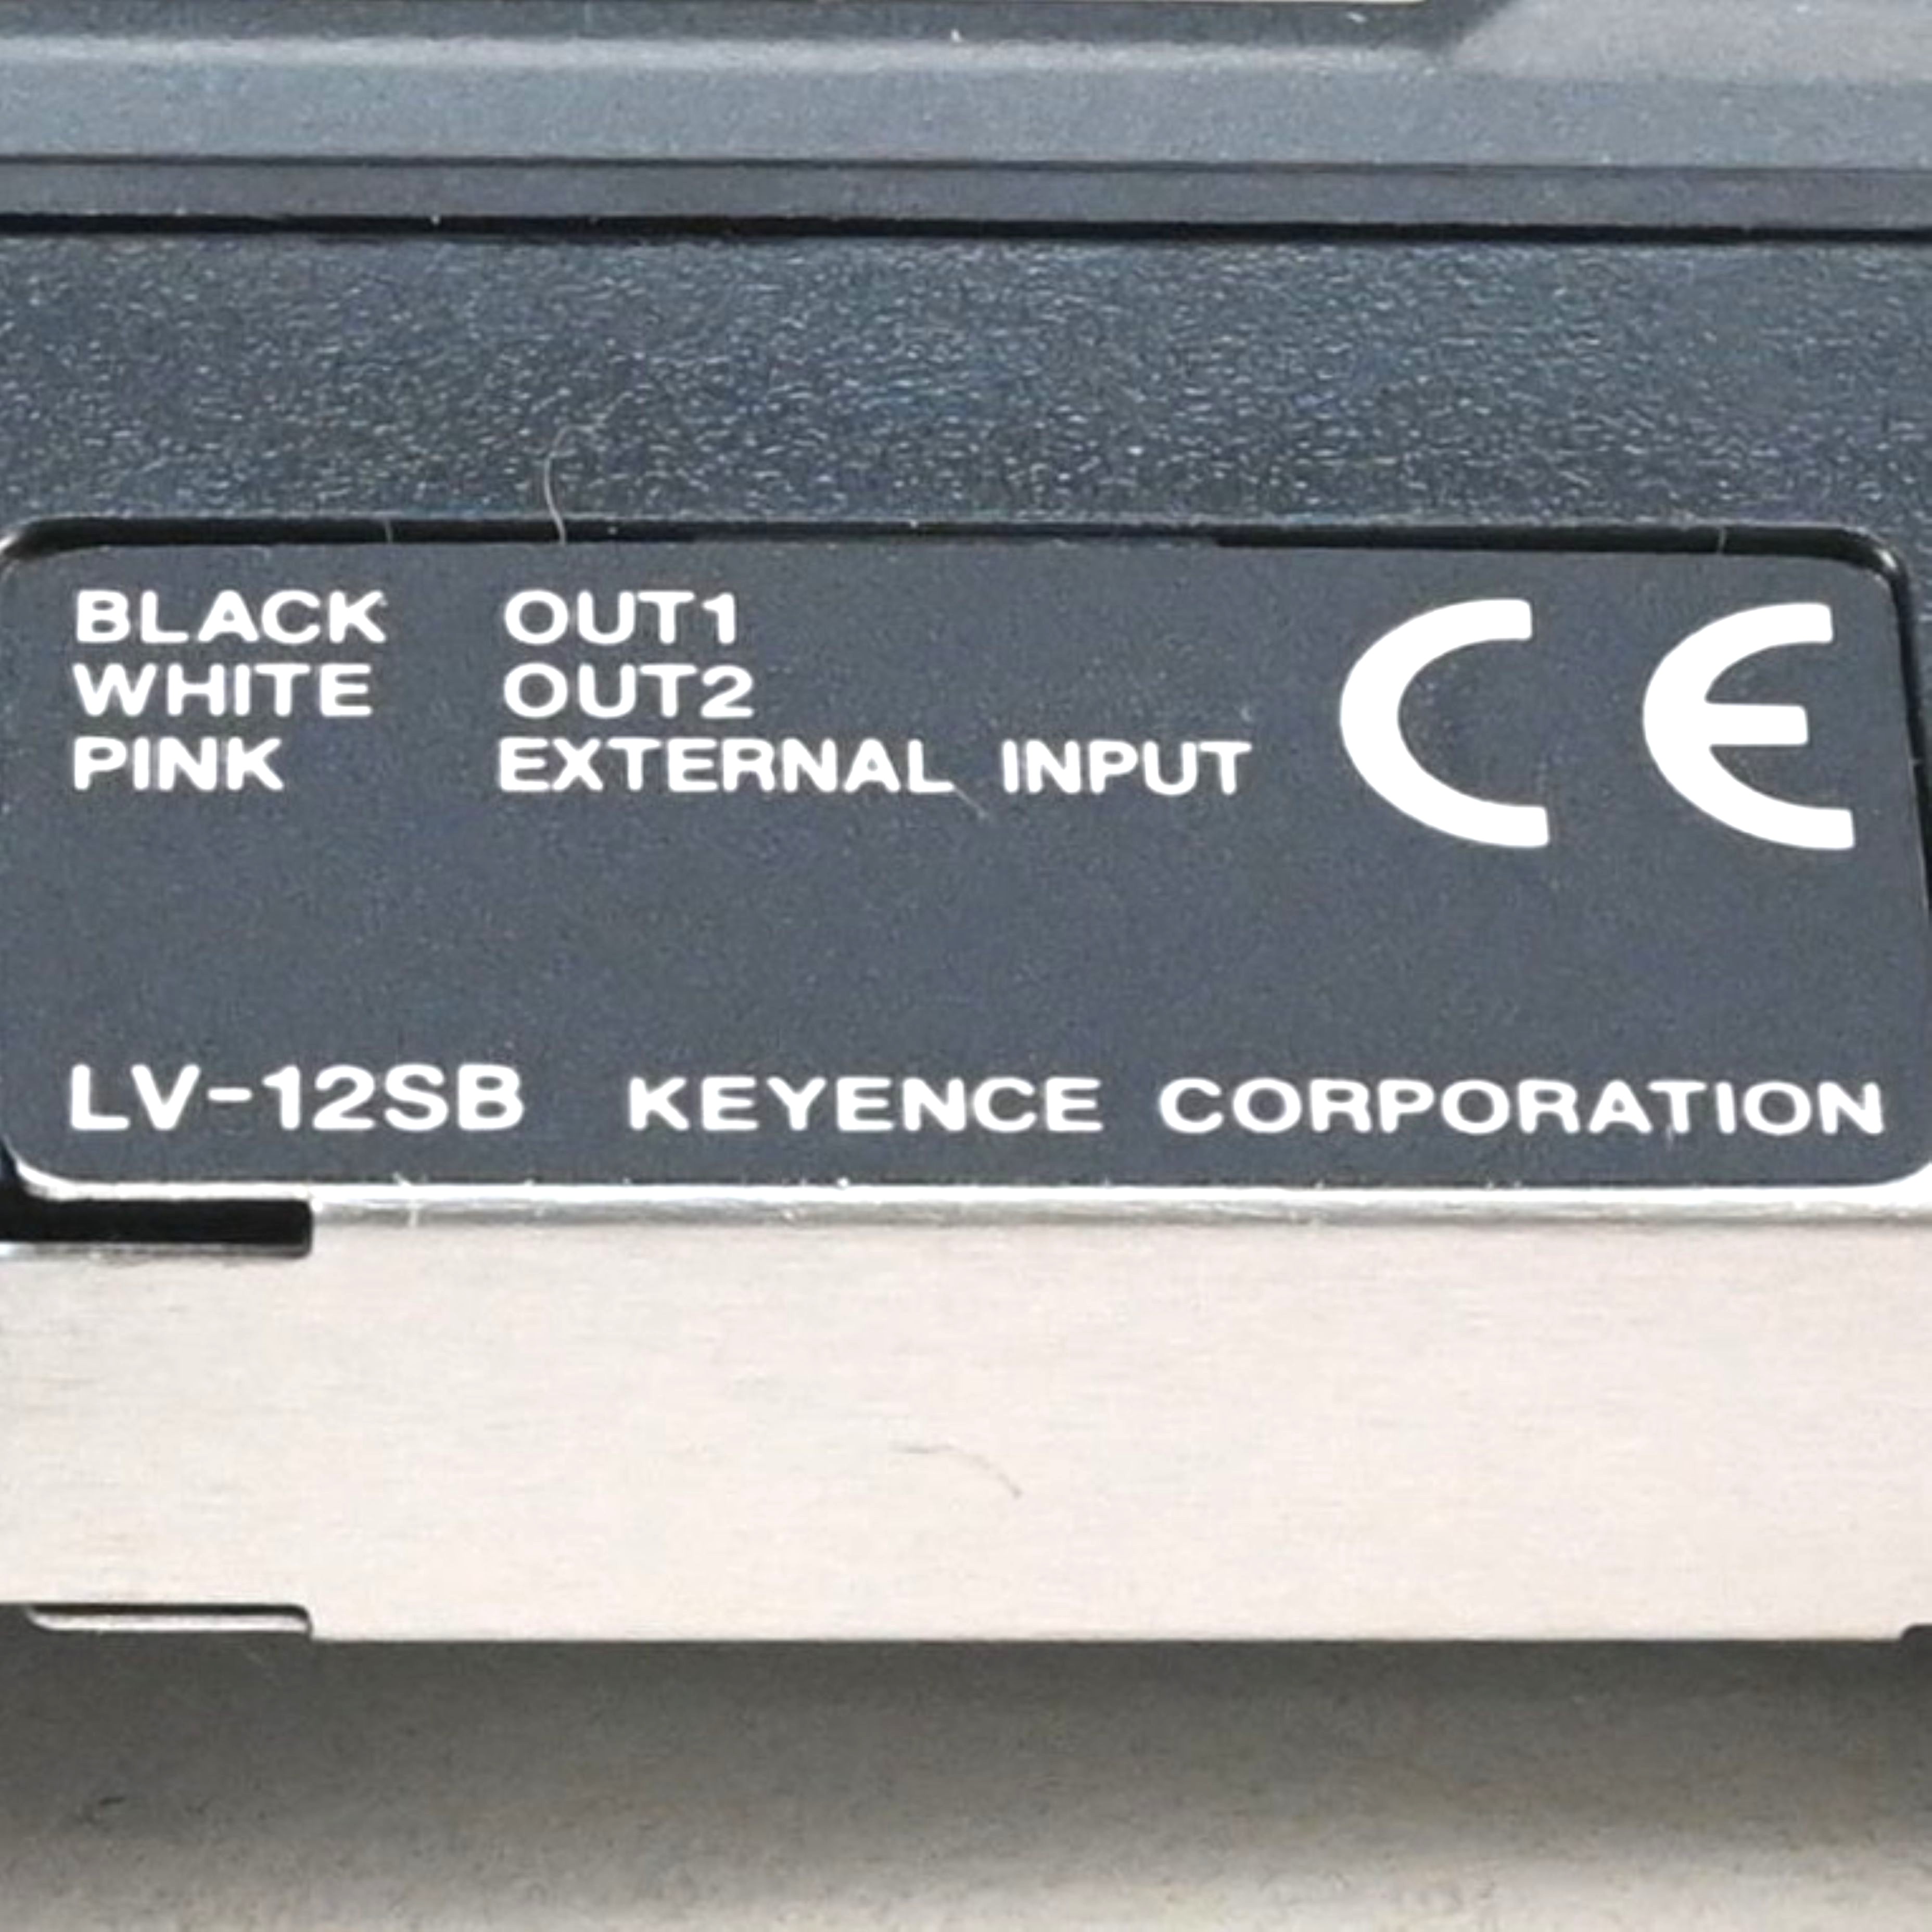 BLACK OUT1
WHITE OUT2
PINK EXTERNAL INPUT
CE
LV-12SB KEYENCE CORPORATION